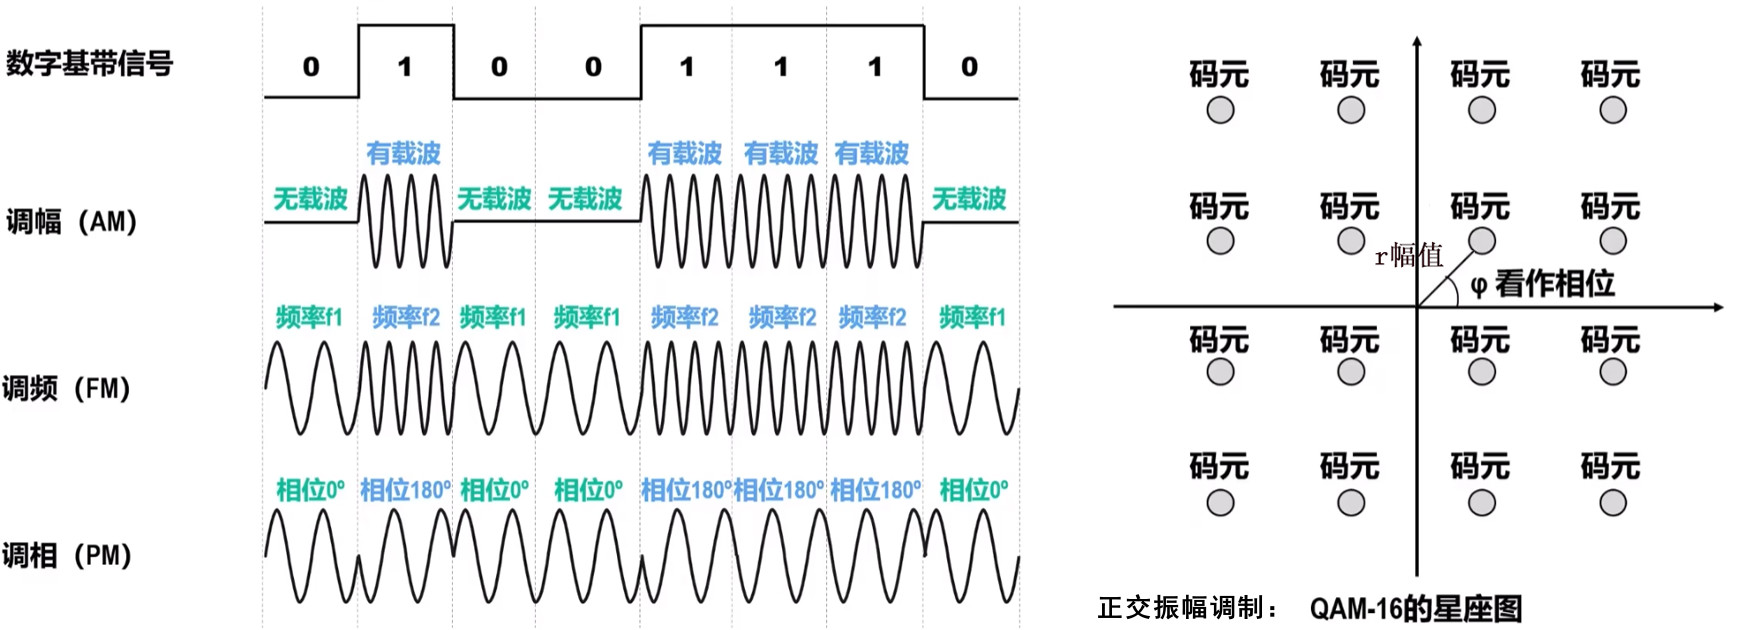 数字基带信号
0 1 0 0 1 1 1 0
有载波 有载波 有载波 有载波
无载波 无载波 无载波 无载波
调幅（AM）
频率f1 频率f2 频率f1 频率f1 频率f2 频率f2 频率f2 频率f1
调频（FM）
相位0° 相位180° 相位0° 相位0° 相位180° 相位180° 相位180° 相位0°
调相（PM）
码元 码元 码元 码元
码元 码元 码元 码元
r幅值
φ 看作相位
码元 码元 码元 码元
码元 码元 码元 码元
正交振幅调制： QAM-16的星座图